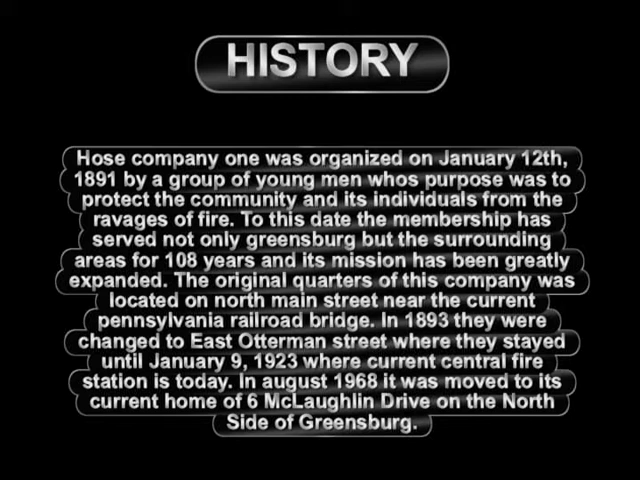 HISTORY
Hose company one was organized on January 12th,
1891 by a group of young men whos purpose was to
protect the community and its individuals from the
ravages of fire. To this date the membership has
served not only greensburg but the surrounding
areas for 108 years and its mission has been greatly
expanded. The original quarters of this company was
located on north main street near the current
pennsylvania railroad bridge. In 1893 they were
changed to East Otterman street where they stayed
until January 9, 1923 where current central fire
station is today. In august 1968 it was moved to its
current home of 6 McLaughlin Drive on the North
Side of Greensburg.